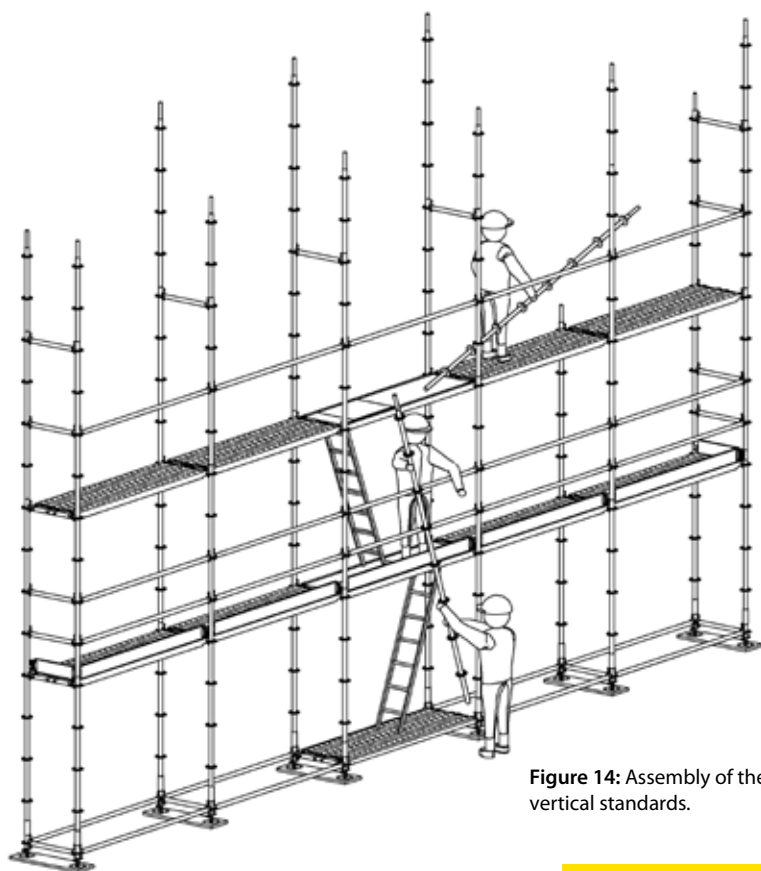 Figure 14: Assembly of the
vertical standards.